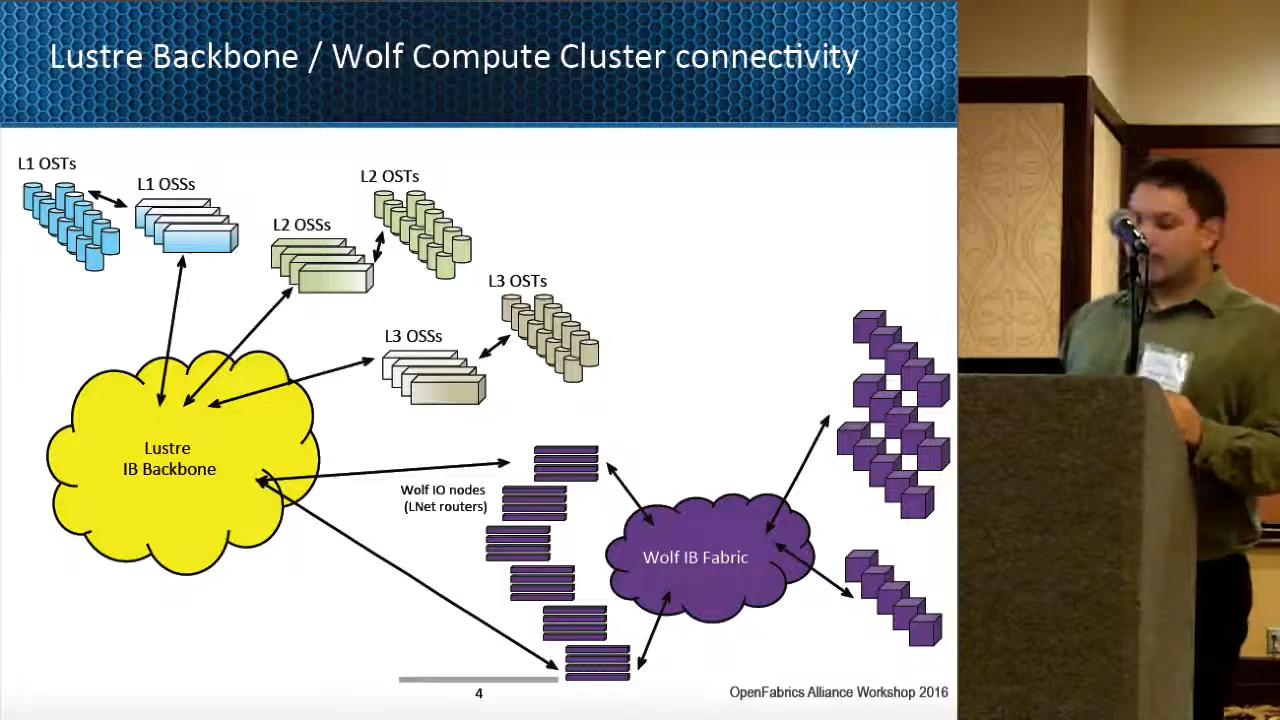 Lustre Backbone / Wolf Compute Cluster connectivity
L1 OSTs
L1 OSSs
L2 OSTs
L2 OSSs
L3 OSTs
L3 OSSs
Lustre
IB Backbone
Wolf IO nodes
(LNet routers)
Wolf IB Fabric
4
OpenFabrics Alliance Workshop 2016